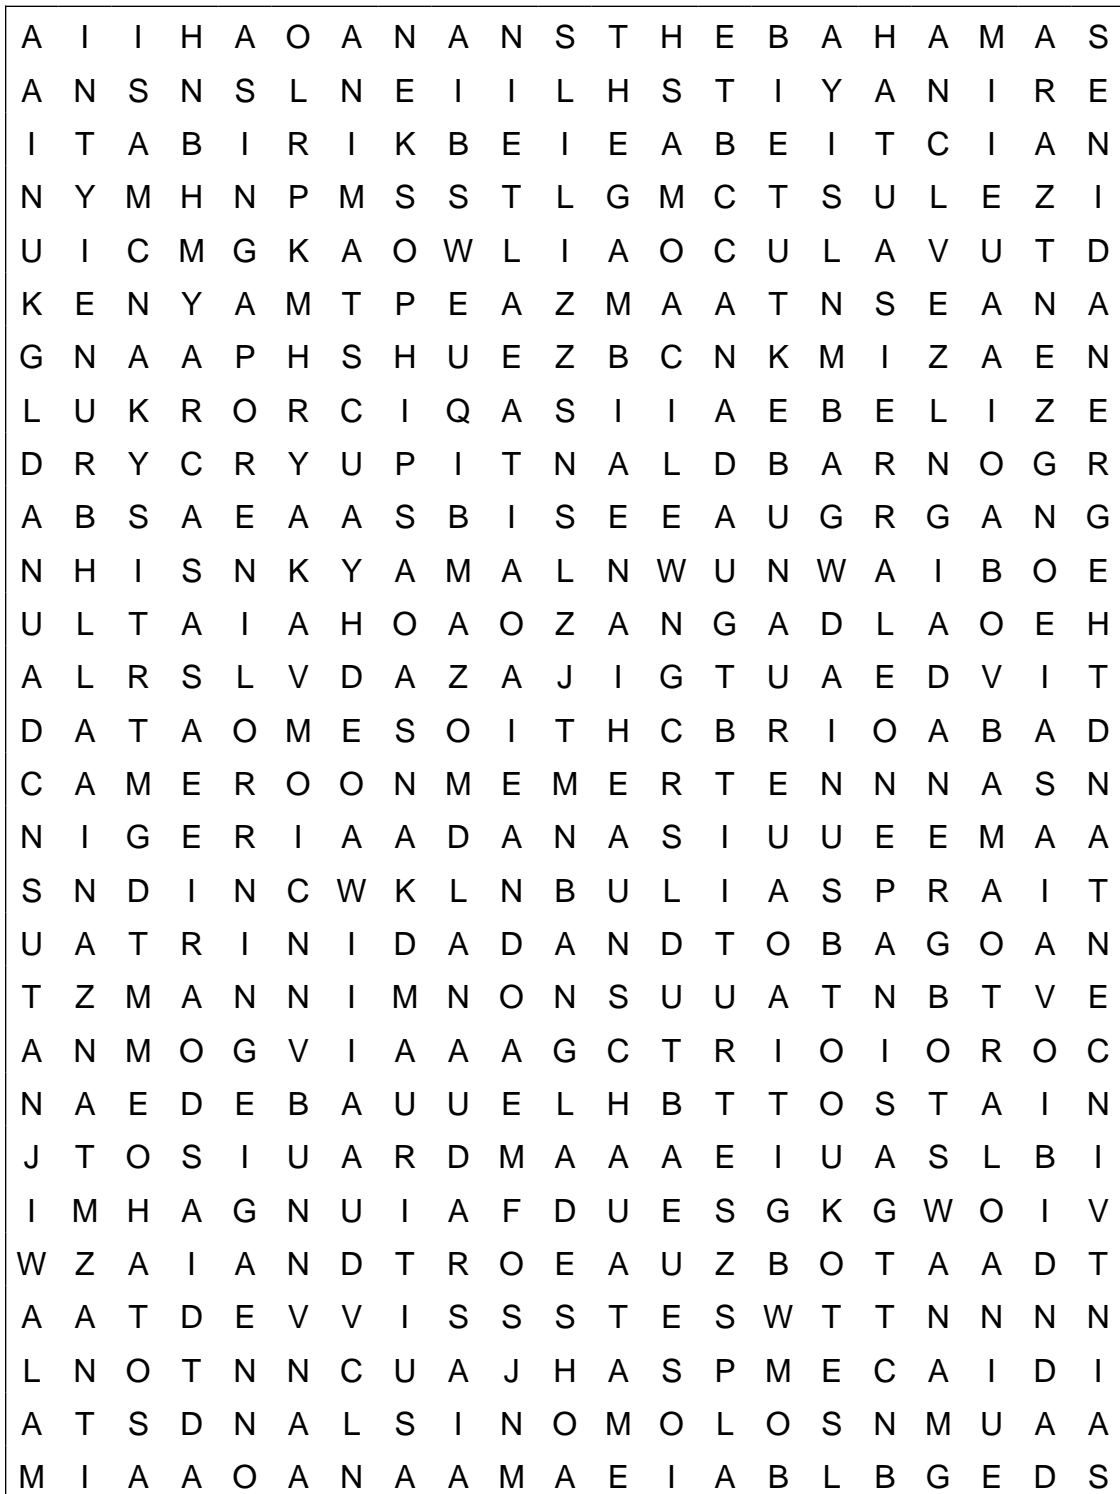 A I I H A O A N A N S T H E B A H A M A S
A N S N S L N E I I L H S T I Y A N I R E
I T A B I R I K B E I E A B E I T C I A N
N Y M H N P M S S T L G M C T S U L E Z I
U I C M G K A O W L I A O C U L A V U T D
K E N Y A M T P E A Z M A A T N S E A N A
G N A A P H S H U E Z B C N K M I Z A E N
L U K R O R C I Q A S I I A E B E L I Z E
D R Y C R Y U P I T N A L D B A R N O G R
A B S A E A A S B I S E E A U G R G A N G
N H I S N K Y A M A L N W U N W A I B O E
U L T A I A H O A O Z A N G A D L A O E H
A L R S L V D A Z A J I G T U A E D V I T
D A T A O M E S O I T H C B R I O A B A D
C A M E R O O N M E M E R T E N N N A S N
N I G E R I A A D A N A S I U U E E M A A
S N D I N C W K L N B U L I A S P R A I T
U A T R I N I D A D A N D T O B A G O A N
T Z M A N N I M N O N S U U A T N B T V E
A N M O G V I A A A G C T R I O I O R O C
N A E D E B A U U E L H B T T O S T A I N
J T O S I U A R D M A A A E I U A S L B I
I M H A G N U I A F D U E S G K G W O I V
W Z A I A N D T R O E A U Z B O T A A D T
A A T D E V V I S S S T E S W T T N N N N
L N O T N N C U A J H A S P M E C A I D I
A T S D N A L S I N O M O L O S N M U A A
M I A A O A N A A M A E I A B L B G E D S